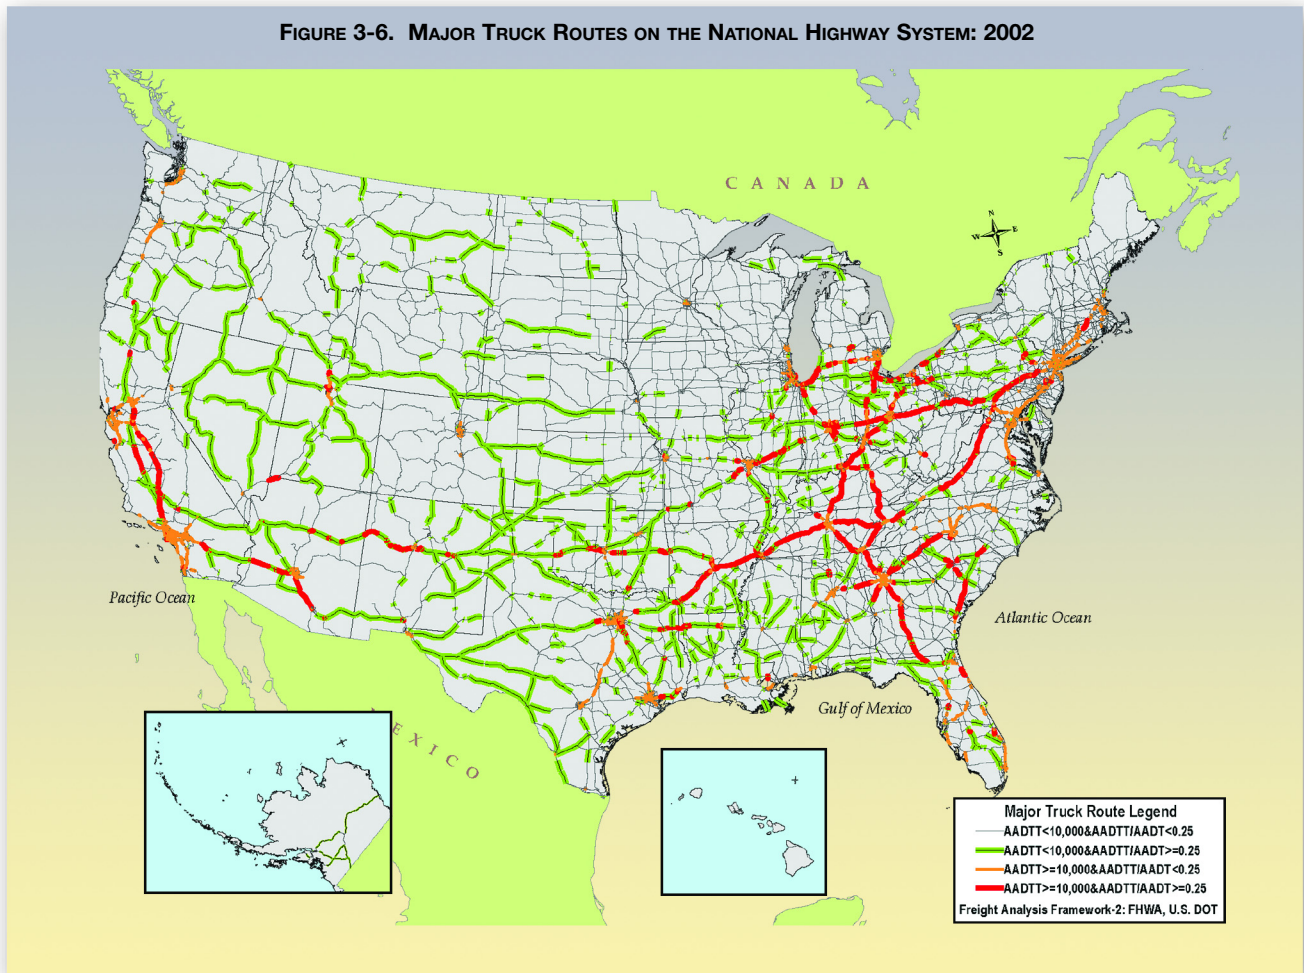 FIGURE 3-6. MAJOR TRUCK ROUTES ON THE NATIONAL HIGHWAY SYSTEM: 2002
CANADA
N
W E
S
Pacific Ocean
Atlantic Ocean
Gulf of Mexico
MEXICO
Major Truck Route Legend
AADTT<10,000&AADTT/AADT<0.25
AADTT<10,000&AADTT/AADT>=0.25
AADTT>=10,000&AADTT/AADT<0.25
AADTT>=10,000&AADTT/AADT>=0.25
Freight Analysis Framework-2: FHWA, U.S. DOT